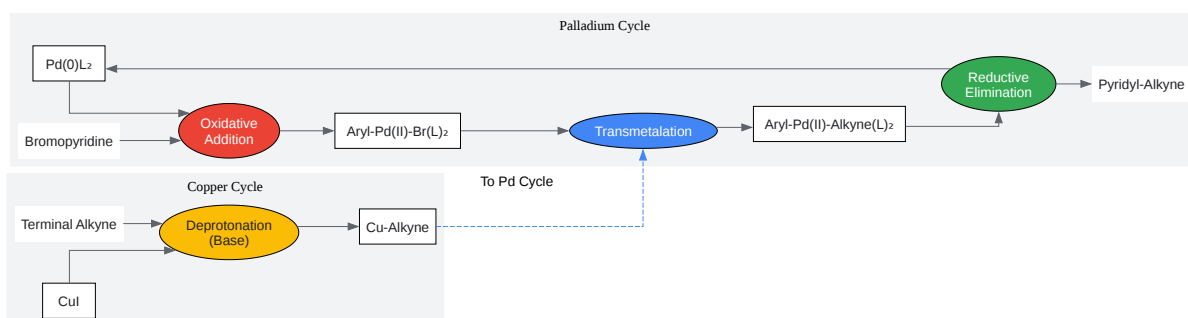 Palladium Cycle
Pd(0)L₂
Reductive
Elimination
Pyridyl-Alkyne
Oxidative
Addition
Aryl-Pd(II)-Br(L)₂
Transmetalation
Aryl-Pd(II)-Alkyne(L)₂
Bromopyridine
Copper Cycle
To Pd Cycle
Terminal Alkyne
Deprotonation
(Base)
Cu-Alkyne
CuI